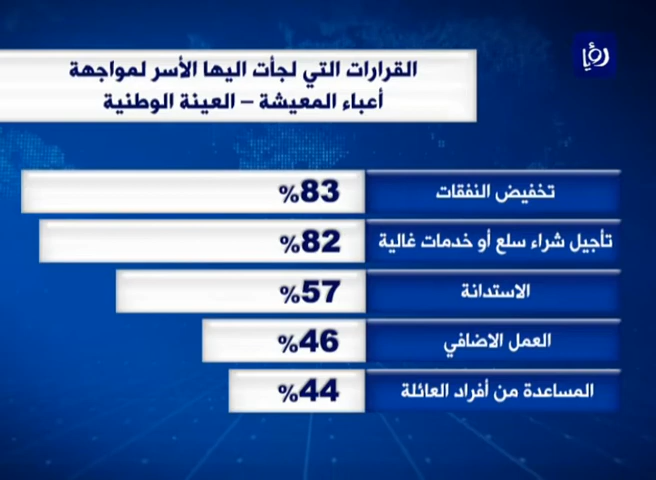 رؤيا
القرارات التي لجأت اليها الأسر لمواجهة
أعباء المعيشة – العينة الوطنية
تخفيض النفقات %83
تأجيل شراء سلع أو خدمات غالية %82
الاستدانة %57
العمل الاضافي %46
المساعدة من أفراد العائلة %44